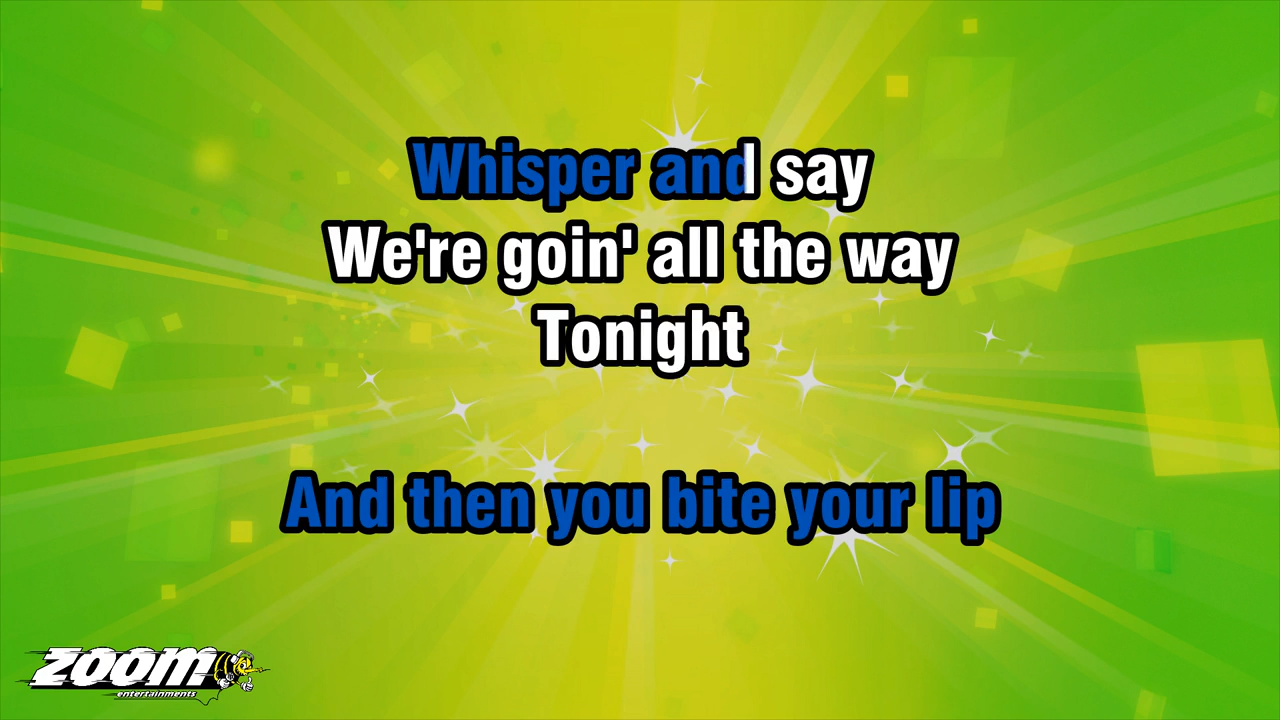 Whisper and say
We're goin' all the way
Tonight
And then you bite your lip
ZOOM
entertainments